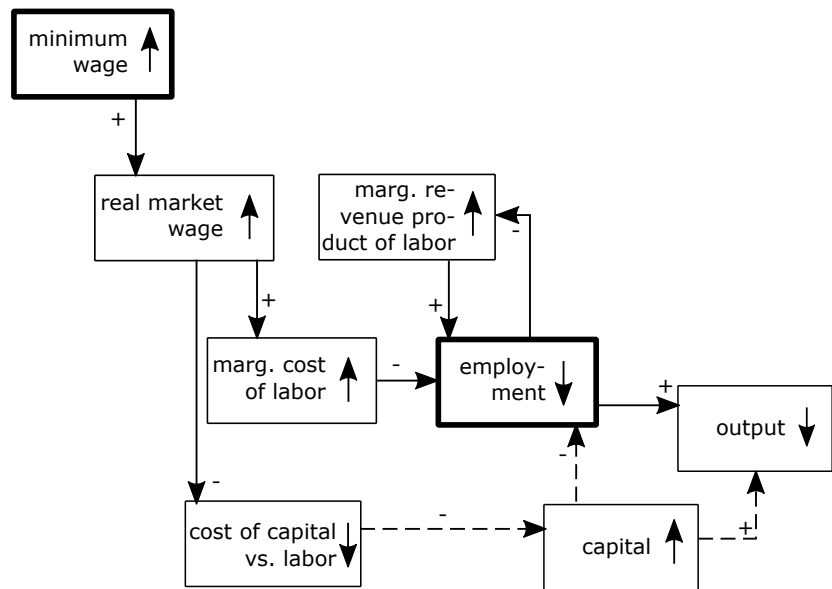 minimum
wage
+
real market
wage
marg. re-
venue pro-
duct of labor
-
+
+
marg. cost
of labor
-
employ-
ment
+
output
-
-
cost of capital
vs. labor
-
capital
+